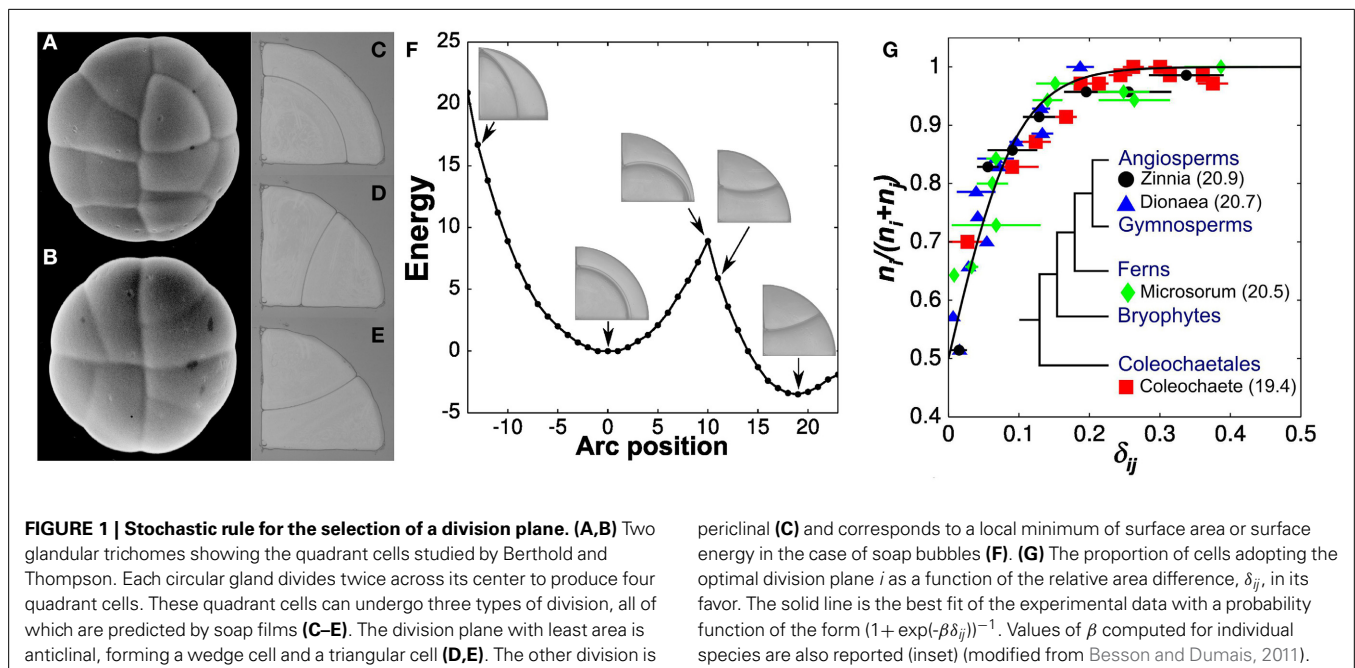 A
B
C
D
E
F
25
20
15
10
5
0
-5
Energy
-10
-5
0
5
10
15
20
Arc position
G
1
0.9
0.8
0.7
0.6
0.5
0.4
n_i/(n_i+n_j)
0
0.1
0.2
0.3
0.4
0.5
δ_ij
Angiosperms
Zinnia (20.9)
Dionaea (20.7)
Gymnosperms
Ferns
Microsorum (20.5)
Bryophytes
Coleochaetales
Coleochaete (19.4)
FIGURE 1 | Stochastic rule for the selection of a division plane. (A,B) Two
glandular trichomes showing the quadrant cells studied by Berthold and
Thompson. Each circular gland divides twice across its center to produce four
quadrant cells. These quadrant cells can undergo three types of division, all of
which are predicted by soap films (C–E). The division plane with least area is
anticlinal, forming a wedge cell and a triangular cell (D,E). The other division is
periclinal (C) and corresponds to a local minimum of surface area or surface
energy in the case of soap bubbles (F). (G) The proportion of cells adopting the
optimal division plane i as a function of the relative area difference, δ_ij, in its
favor. The solid line is the best fit of the experimental data with a probability
function of the form (1+ exp(-βδ_ij))⁻¹. Values of β computed for individual
species are also reported (inset) (modified from Besson and Dumais, 2011).